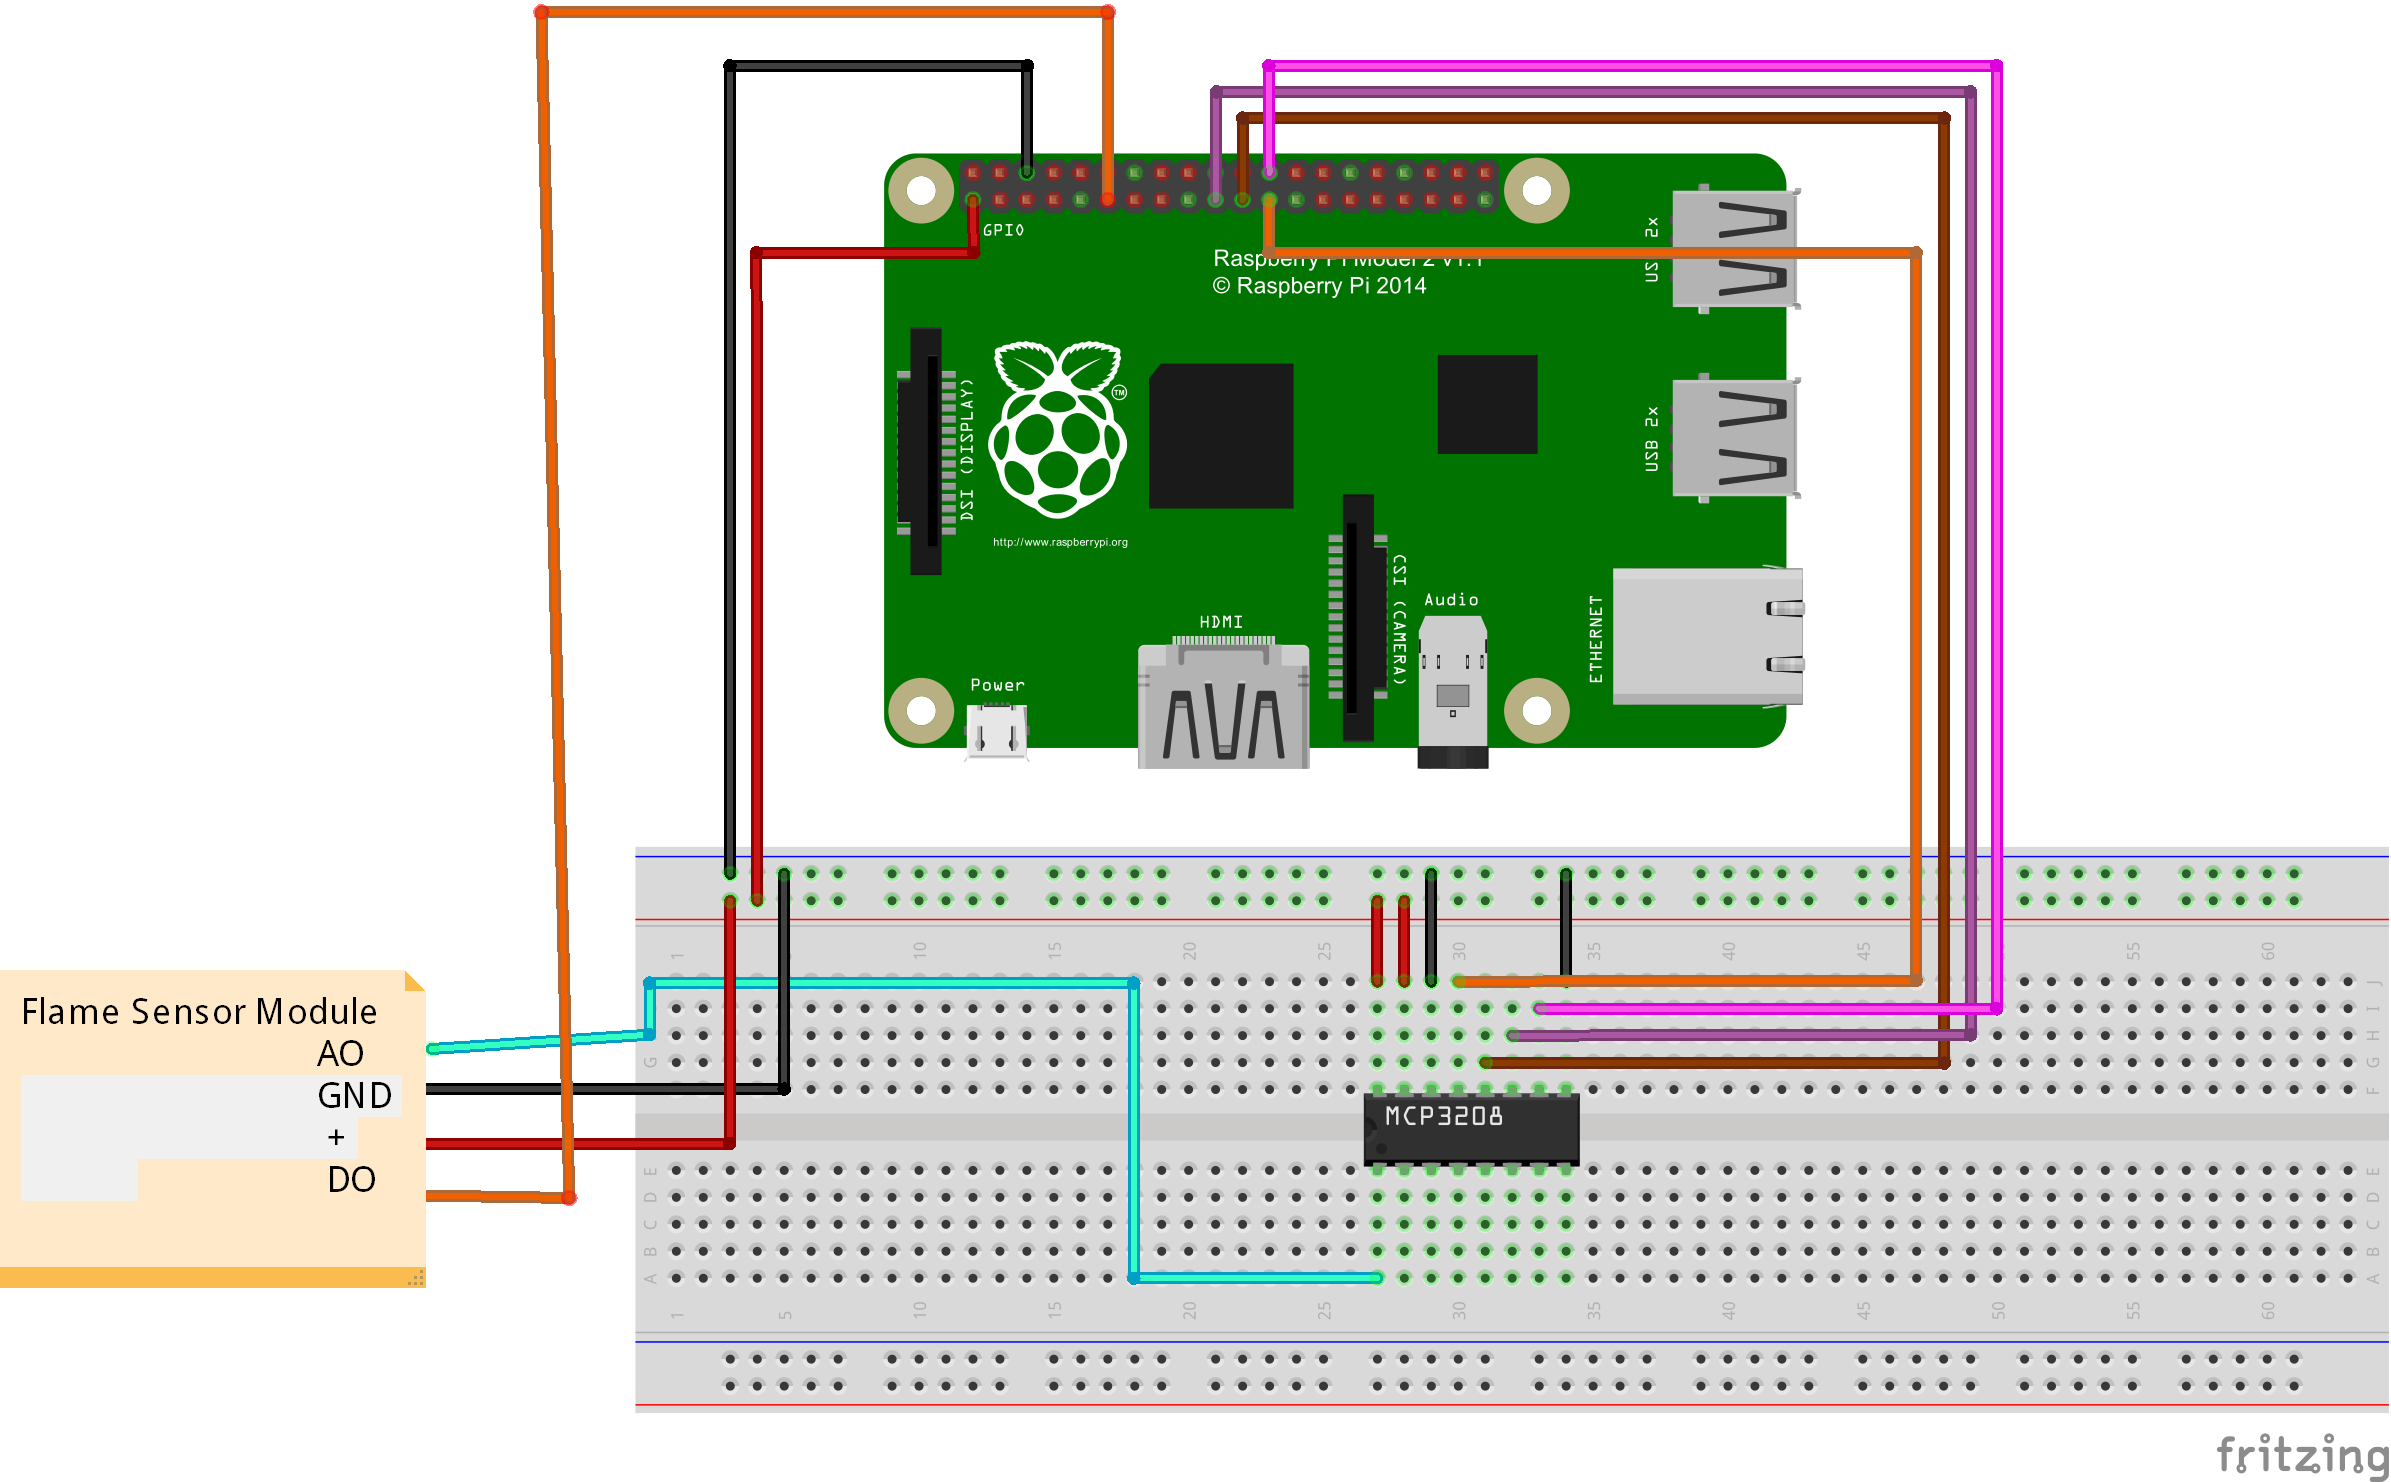 GPIO
Raspberry Pi Model 2 v1.1
© Raspberry Pi 2014
USB 2x
DSI (DISPLAY)
TM
USB 2x
http://www.raspberrypi.org
CSI (CAMERA)
Audio
HDMI
ETHERNET
Power
1 10 15 20 25 30 35 40 45 55 60
J
I
H
G G
F
Flame Sensor Module
AO
GND
+
DO
MCP3208
E E
D D
C C
B B
A A
1 5 10 15 20 25 30 35 40 45 50 55 60
fritzing